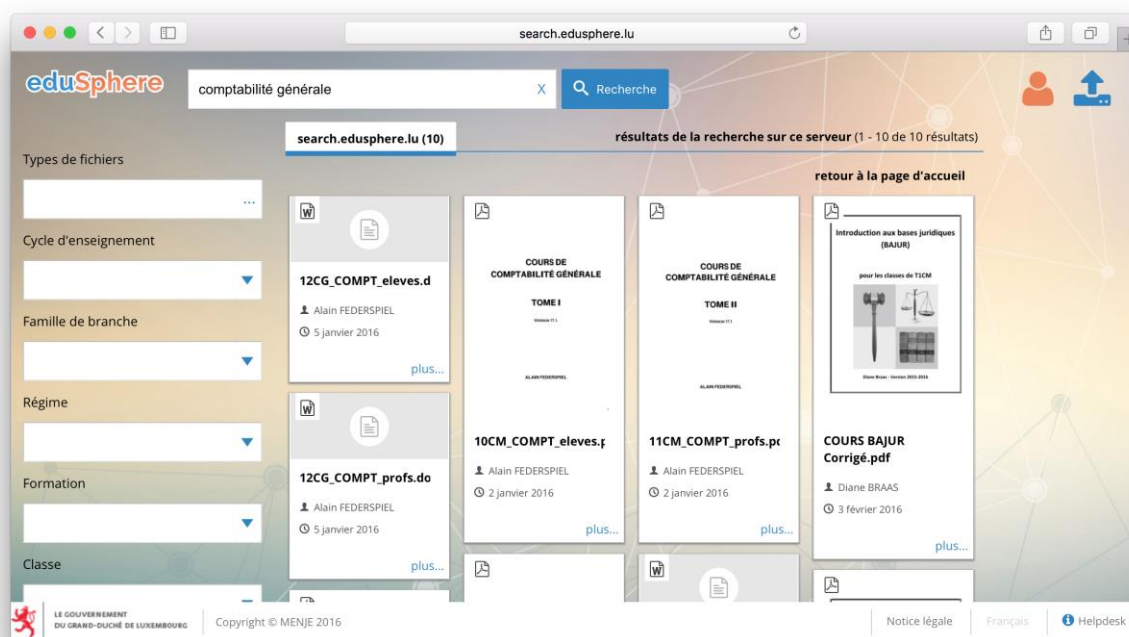 search.edusphere.lu
eduSphere
comptabilité générale
X
Recherche
search.edusphere.lu (10)
résultats de la recherche sur ce serveur (1 - 10 de 10 résultats)
retour à la page d'accueil
Types de fichiers
...
Cycle d'enseignement
Famille de branche
Régime
Formation
Classe
12CG_COMPT_eleves.d
Alain FEDERSPIEL
5 janvier 2016
plus...
12CG_COMPT_profs.do
Alain FEDERSPIEL
5 janvier 2016
plus...
COURS DE
COMPTABILITÉ GÉNÉRALE
TOME I
ALAIN FEDERSPIEL
10CM_COMPT_eleves.p
Alain FEDERSPIEL
2 janvier 2016
plus...
COURS DE
COMPTABILITÉ GÉNÉRALE
TOME II
ALAIN FEDERSPIEL
11CM_COMPT_profs.pc
Alain FEDERSPIEL
2 janvier 2016
plus...
Introduction aux bases juridiques
(BAJUR)
pour les classes de T1CM
Diane Braas - Version 2015-2016
COURS BAJUR
Corrigé.pdf
Diane BRAAS
3 février 2016
plus...
LE GOUVERNEMENT
DU GRAND-DUCHÉ DE LUXEMBOURG
Copyright © MENJE 2016
Notice légale
Français
Helpdesk